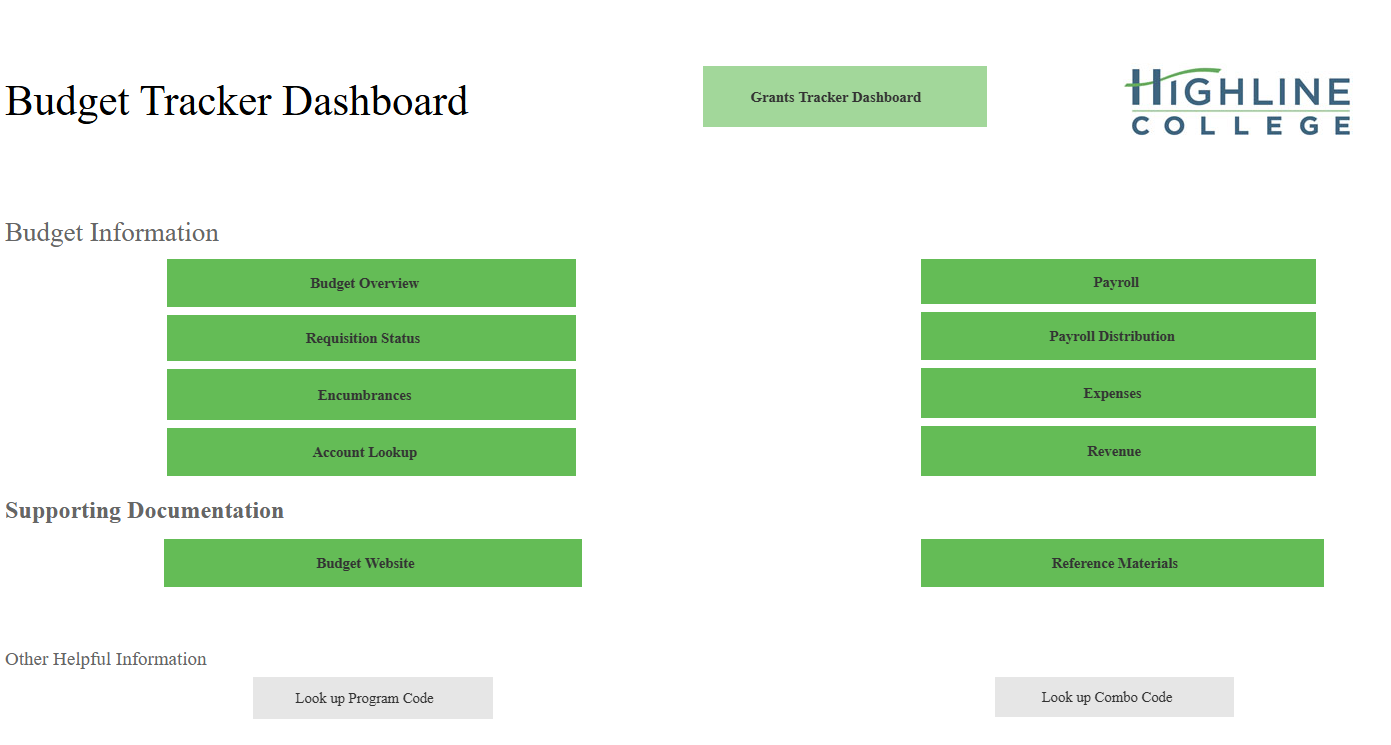 Budget Tracker Dashboard
Grants Tracker Dashboard
HIGHLINE
COLLEGE
Budget Information
Budget Overview
Payroll
Requisition Status
Payroll Distribution
Encumbrances
Expenses
Account Lookup
Revenue
Supporting Documentation
Budget Website
Reference Materials
Other Helpful Information
Look up Program Code
Look up Combo Code